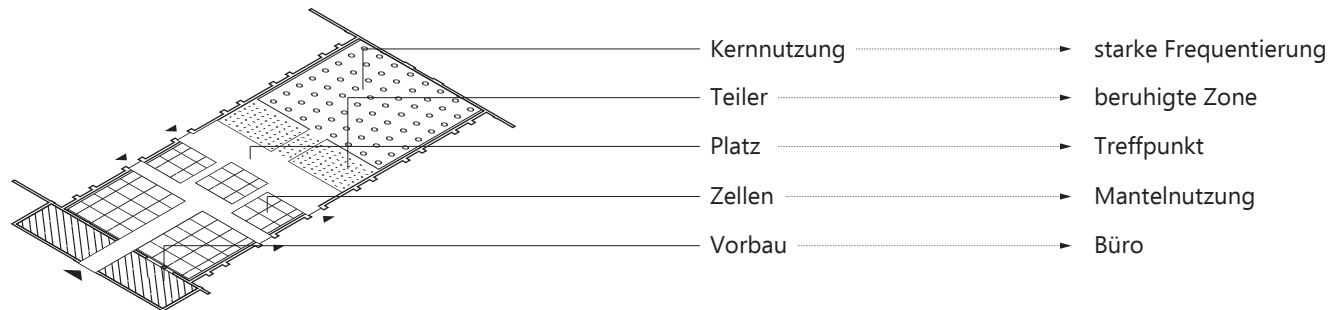 Kernnutzung starke Frequentierung
Teiler beruhigte Zone
Platz Treffpunkt
Zellen Mantelnutzung
Vorbau Büro